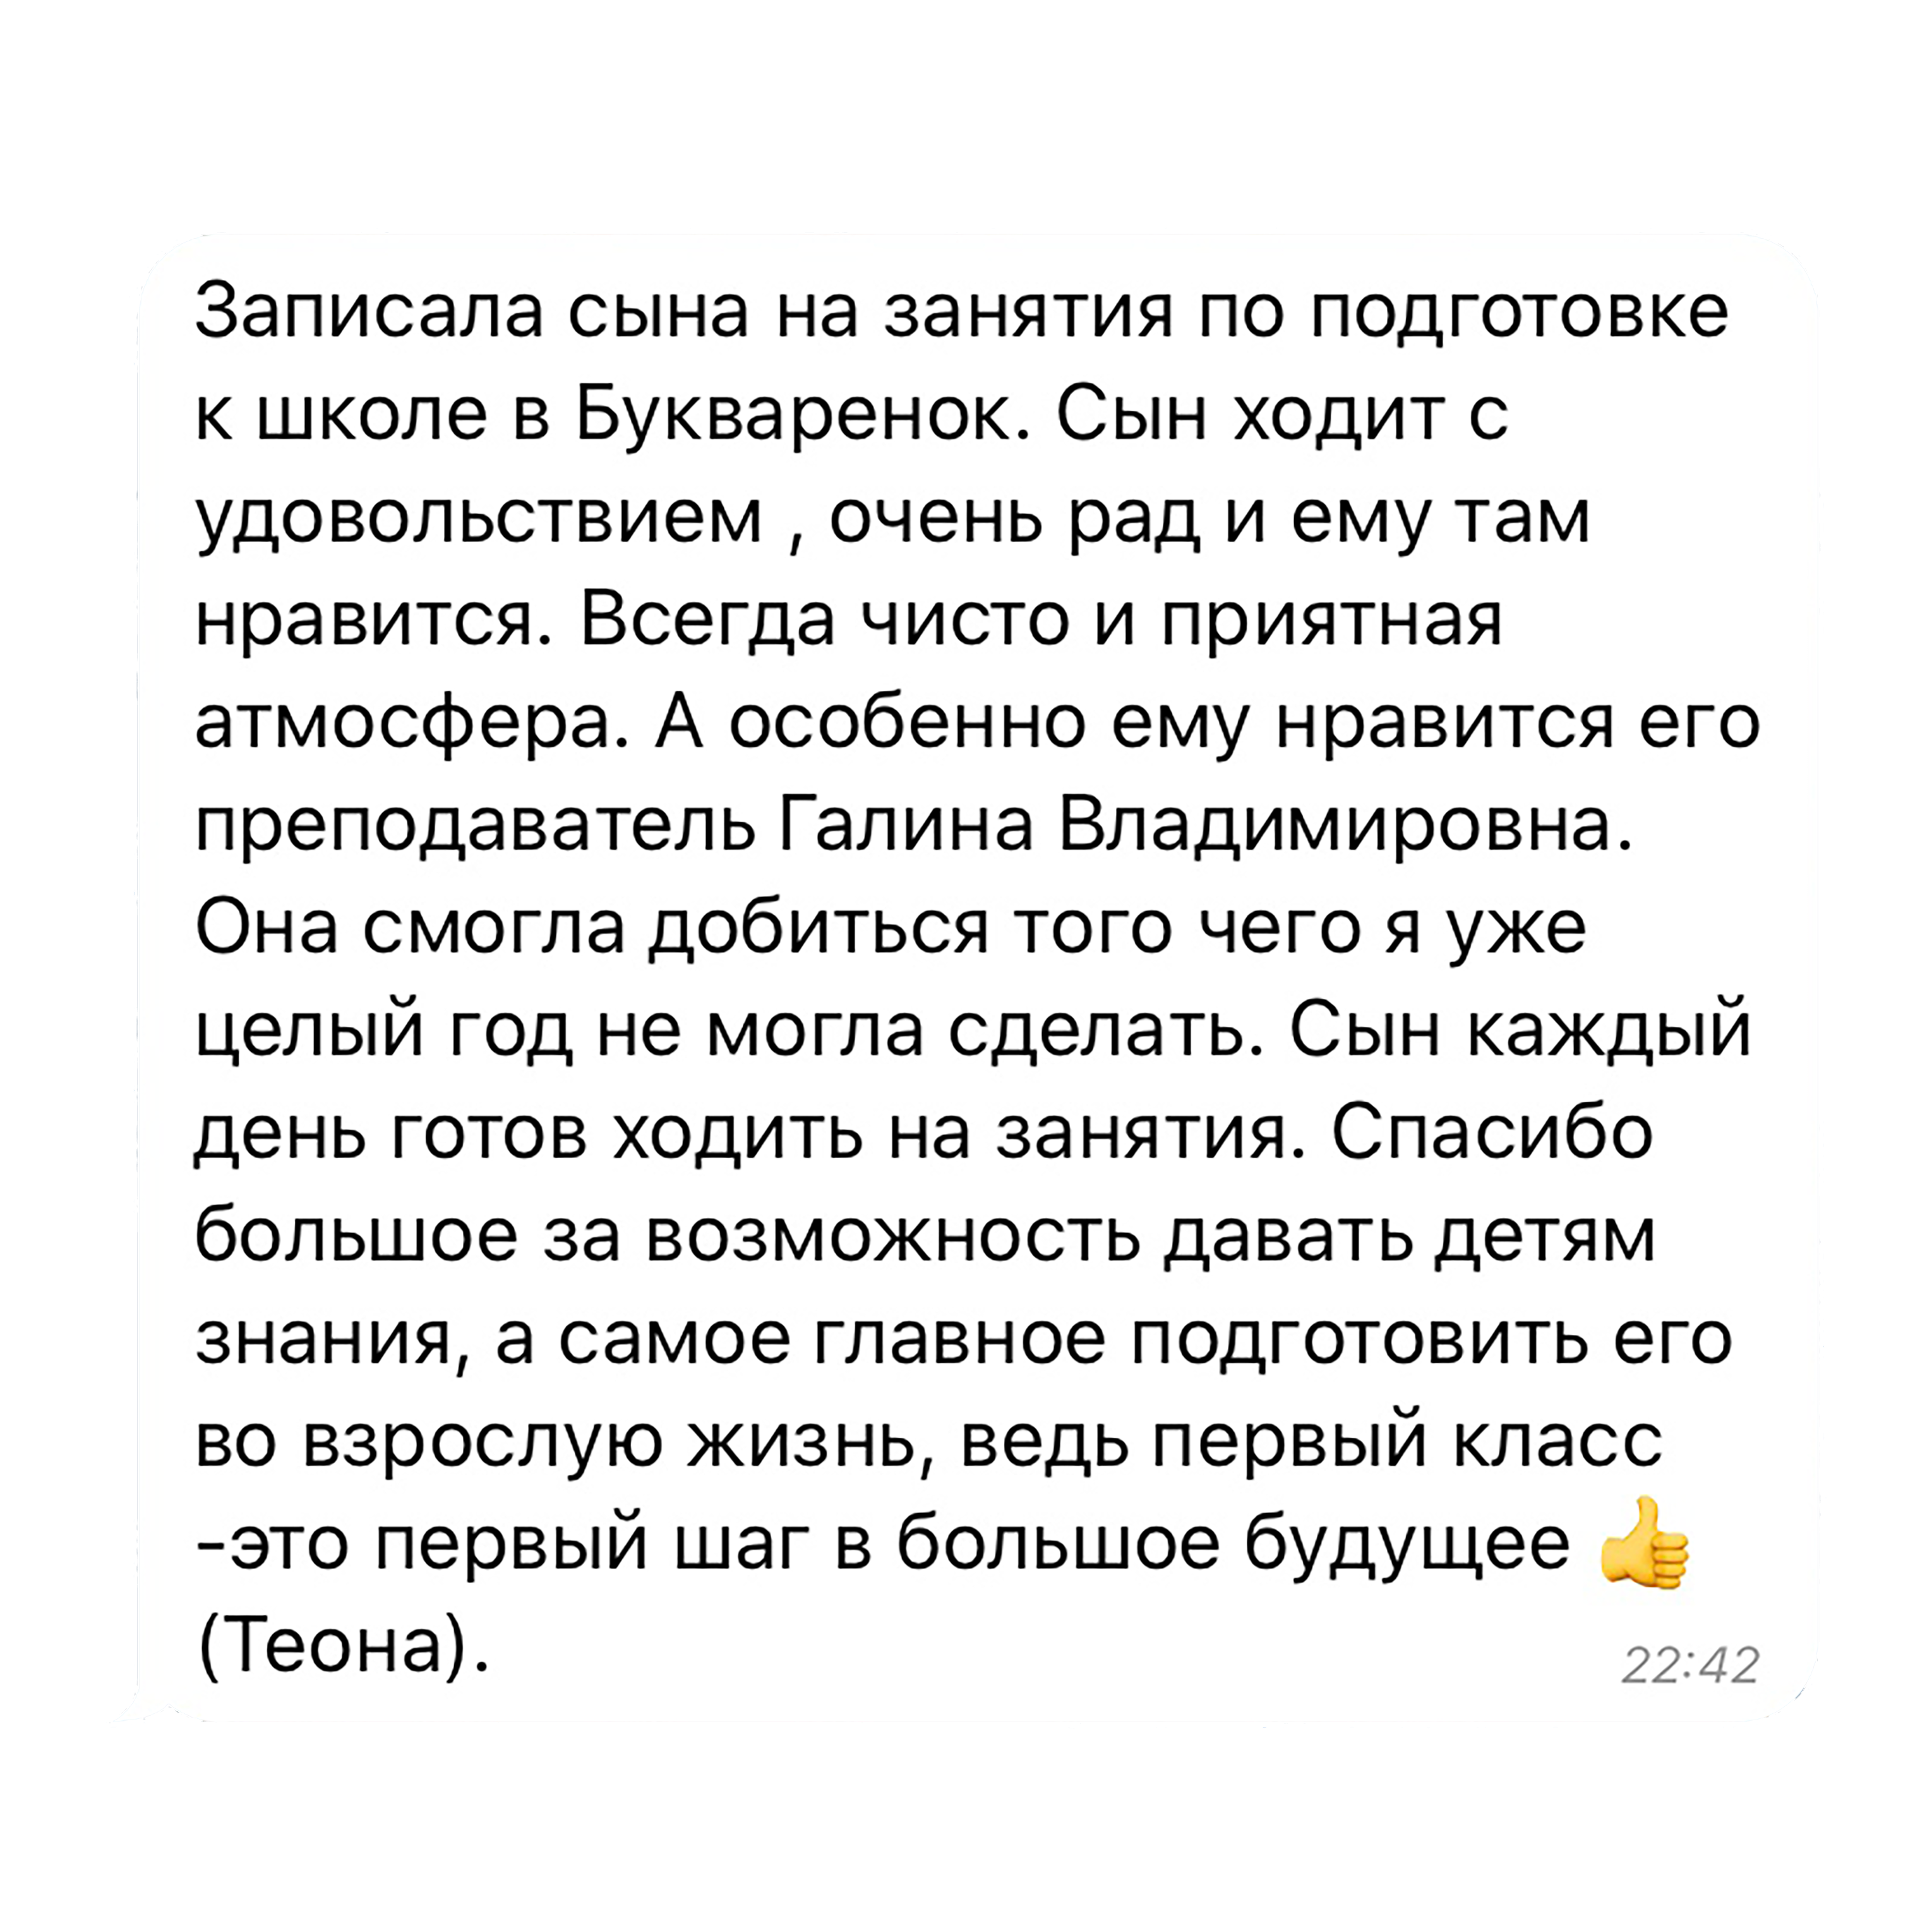 Записала сына на занятия по подготовке
к школе в Букваренок. Сын ходит с
удовольствием , очень рад и ему там
нравится. Всегда чисто и приятная
атмосфера. А особенно ему нравится его
преподаватель Галина Владимировна.
Она смогла добиться того чего я уже
целый год не могла сделать. Сын каждый
день готов ходить на занятия. Спасибо
большое за возможность давать детям
знания, а самое главное подготовить его
во взрослую жизнь, ведь первый класс
-это первый шаг в большое будущее 👍
(Теона).
22:42